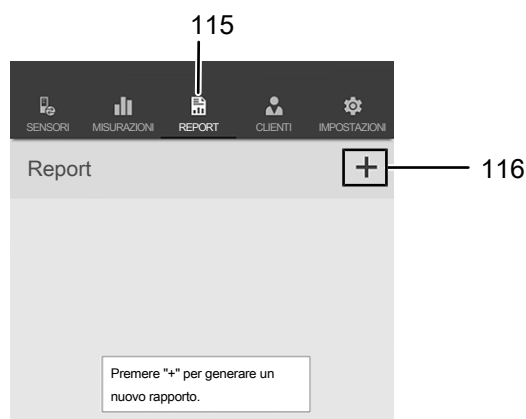 115
SENSORI MISURAZIONI REPORT CLIENTI IMPOSTAZIONI
Report +
116
Premere "+" per generare un
nuovo rapporto.